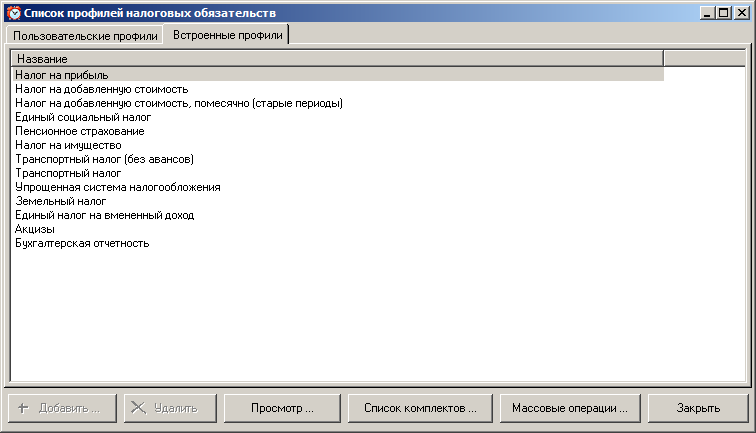 Список профилей налоговых обязательств
Пользовательские профили Встроенные профили
Название
Налог на прибыль
Налог на добавленную стоимость
Налог на добавленную стоимость, помесячно (старые периоды)
Единый социальный налог
Пенсионное страхование
Налог на имущество
Транспортный налог (без авансов)
Транспортный налог
Упрощенная система налогообложения
Земельный налог
Единый налог на вмененный доход
Акцизы
Бухгалтерская отчетность
Добавить ... Удалить Просмотр ... Список комплектов ... Массовые операции ... Закрыть